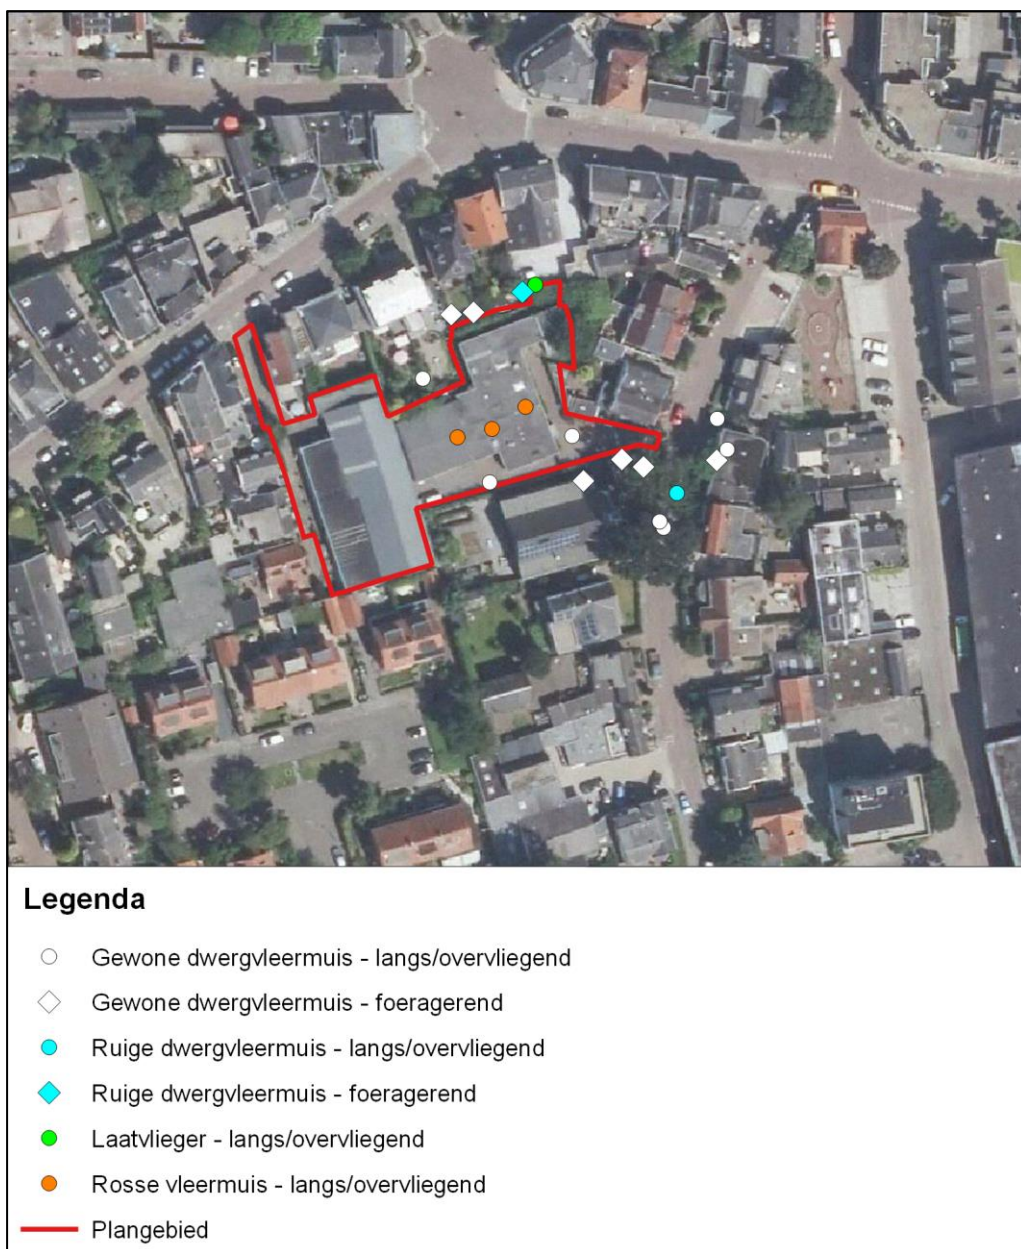 Legenda
Gewone dwergvleermuis - langs/overvliegend
Gewone dwergvleermuis - foeragerend
Ruige dwergvleermuis - langs/overvliegend
Ruige dwergvleermuis - foeragerend
Laatvlieger - langs/overvliegend
Rosse vleermuis - langs/overvliegend
Plangebied